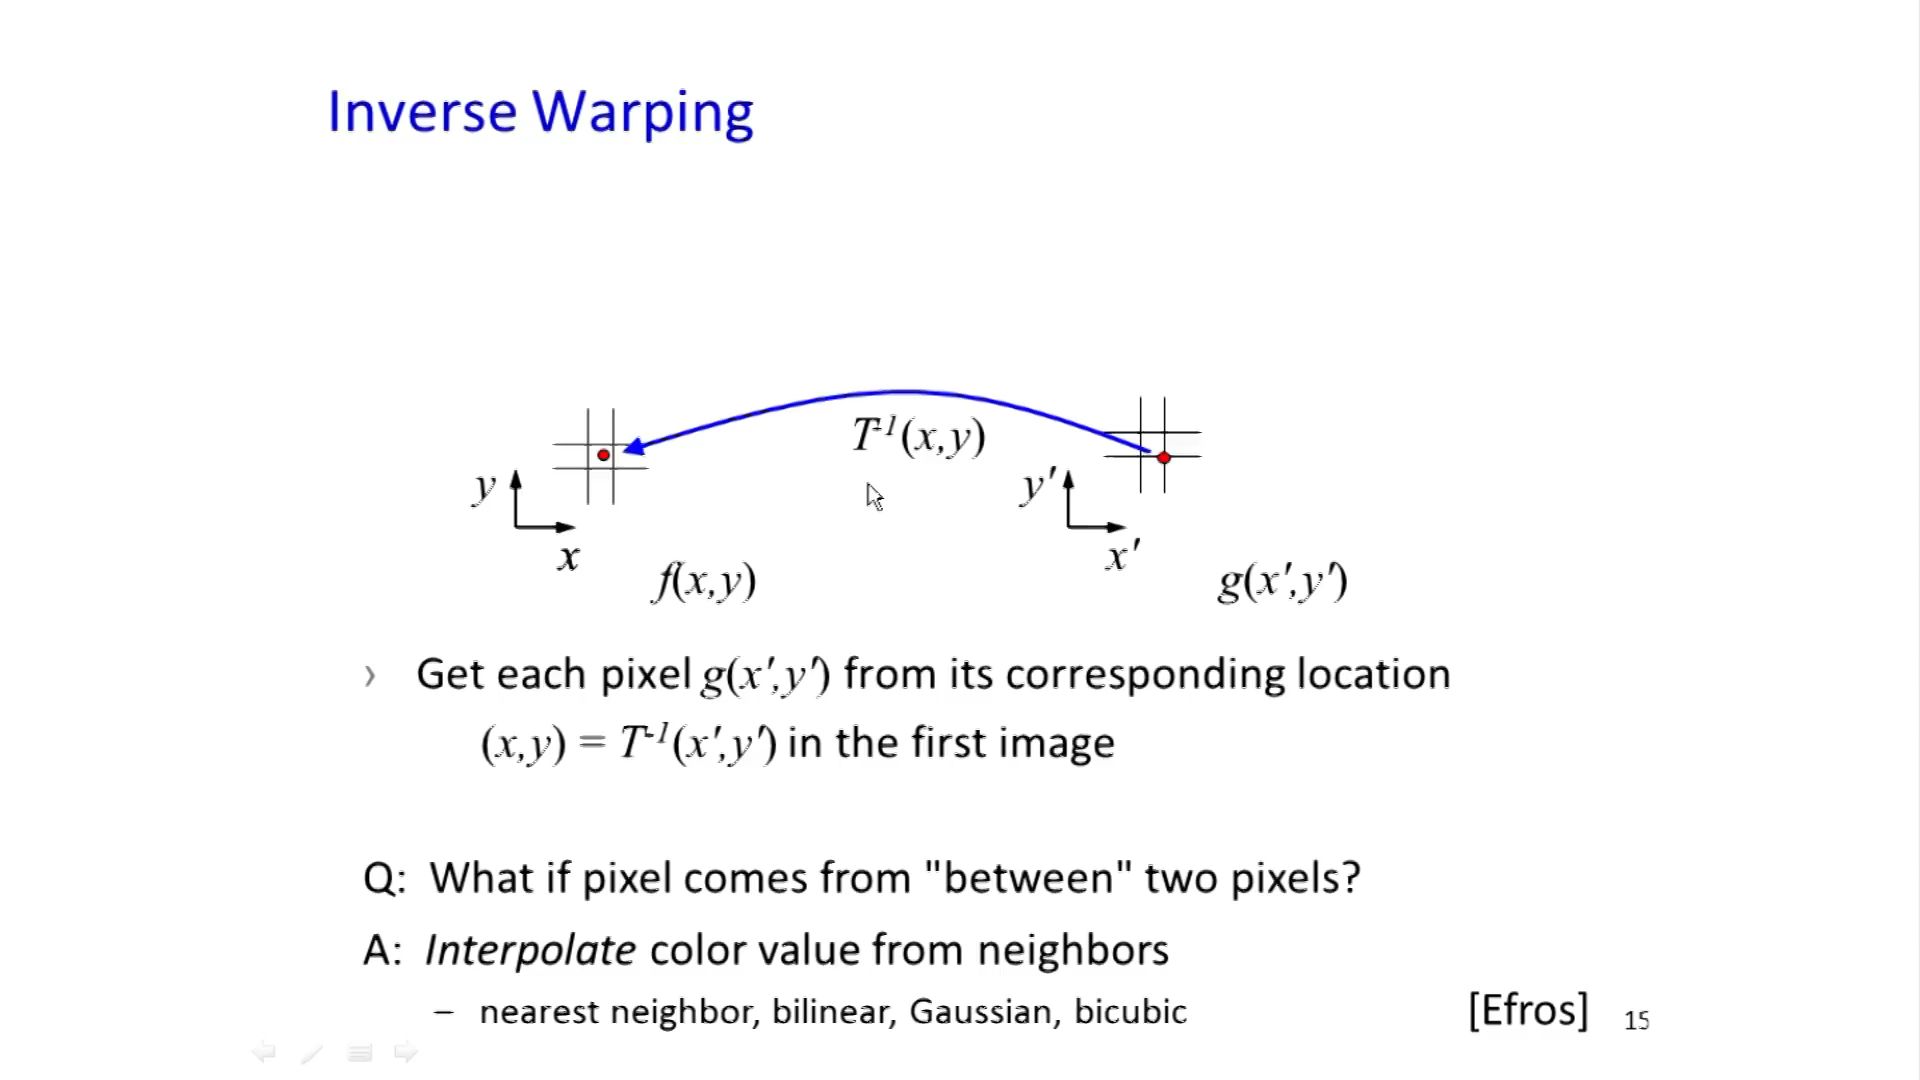 Inverse Warping
T⁻¹(x,y)
y
y′
x
x′
f(x,y)
g(x′,y′)
› Get each pixel g(x′,y′) from its corresponding location
(x,y) = T⁻¹(x′,y′) in the first image
Q: What if pixel comes from "between" two pixels?
A: Interpolate color value from neighbors
– nearest neighbor, bilinear, Gaussian, bicubic
[Efros]
15